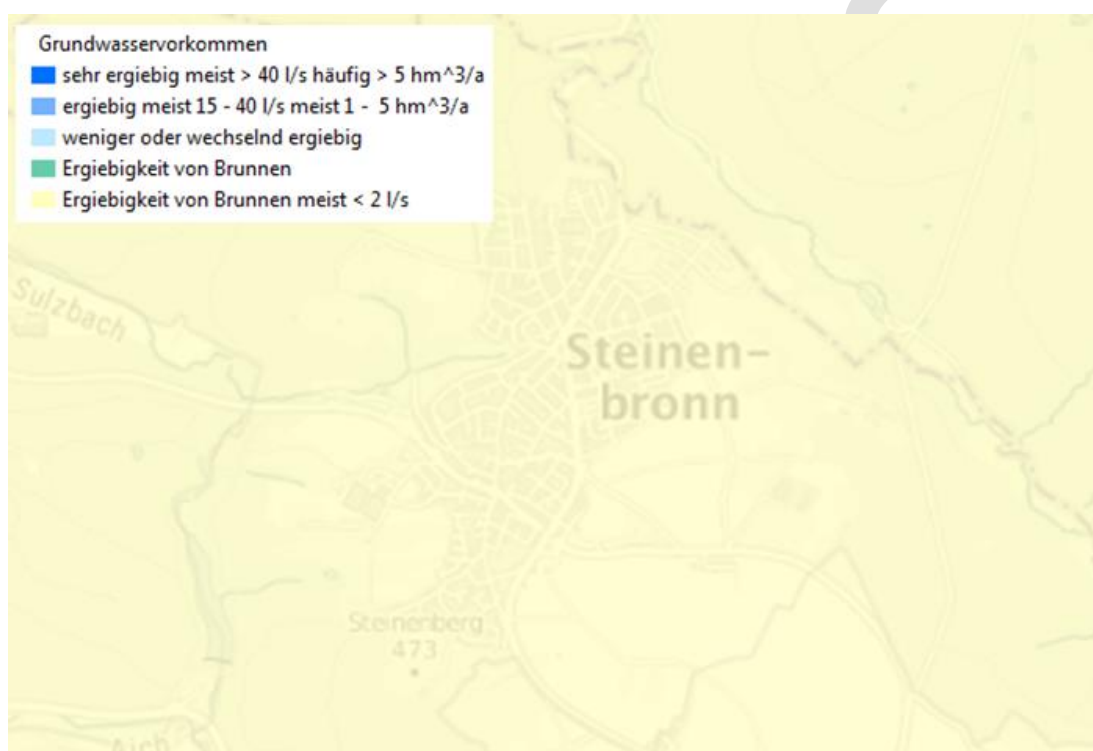 Grundwasservorkommen
sehr ergiebig meist > 40 l/s häufig > 5 hm^3/a
ergiebig meist 15 - 40 l/s meist 1 -  5 hm^3/a
weniger oder wechselnd ergiebig
Ergiebigkeit von Brunnen
Ergiebigkeit von Brunnen meist < 2 l/s
Sulzbach
Steinen-
bronn
Steinenberg
473
Aich